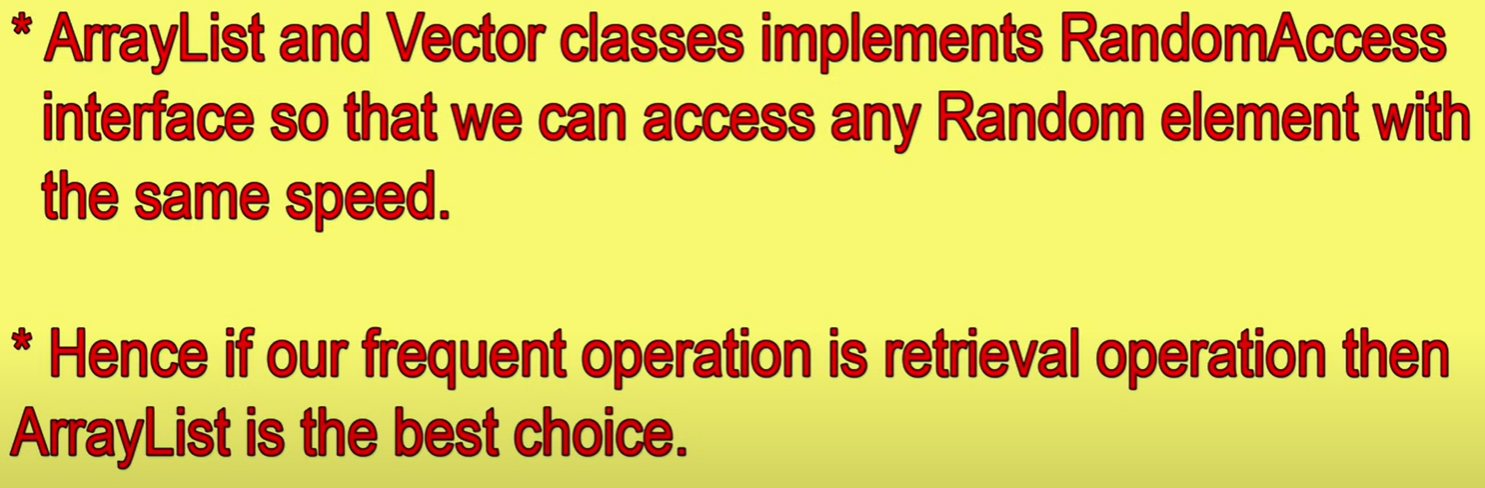 * ArrayList and Vector classes implements RandomAccess
interface so that we can access any Random element with
the same speed.
* Hence if our frequent operation is retrieval operation then
ArrayList is the best choice.